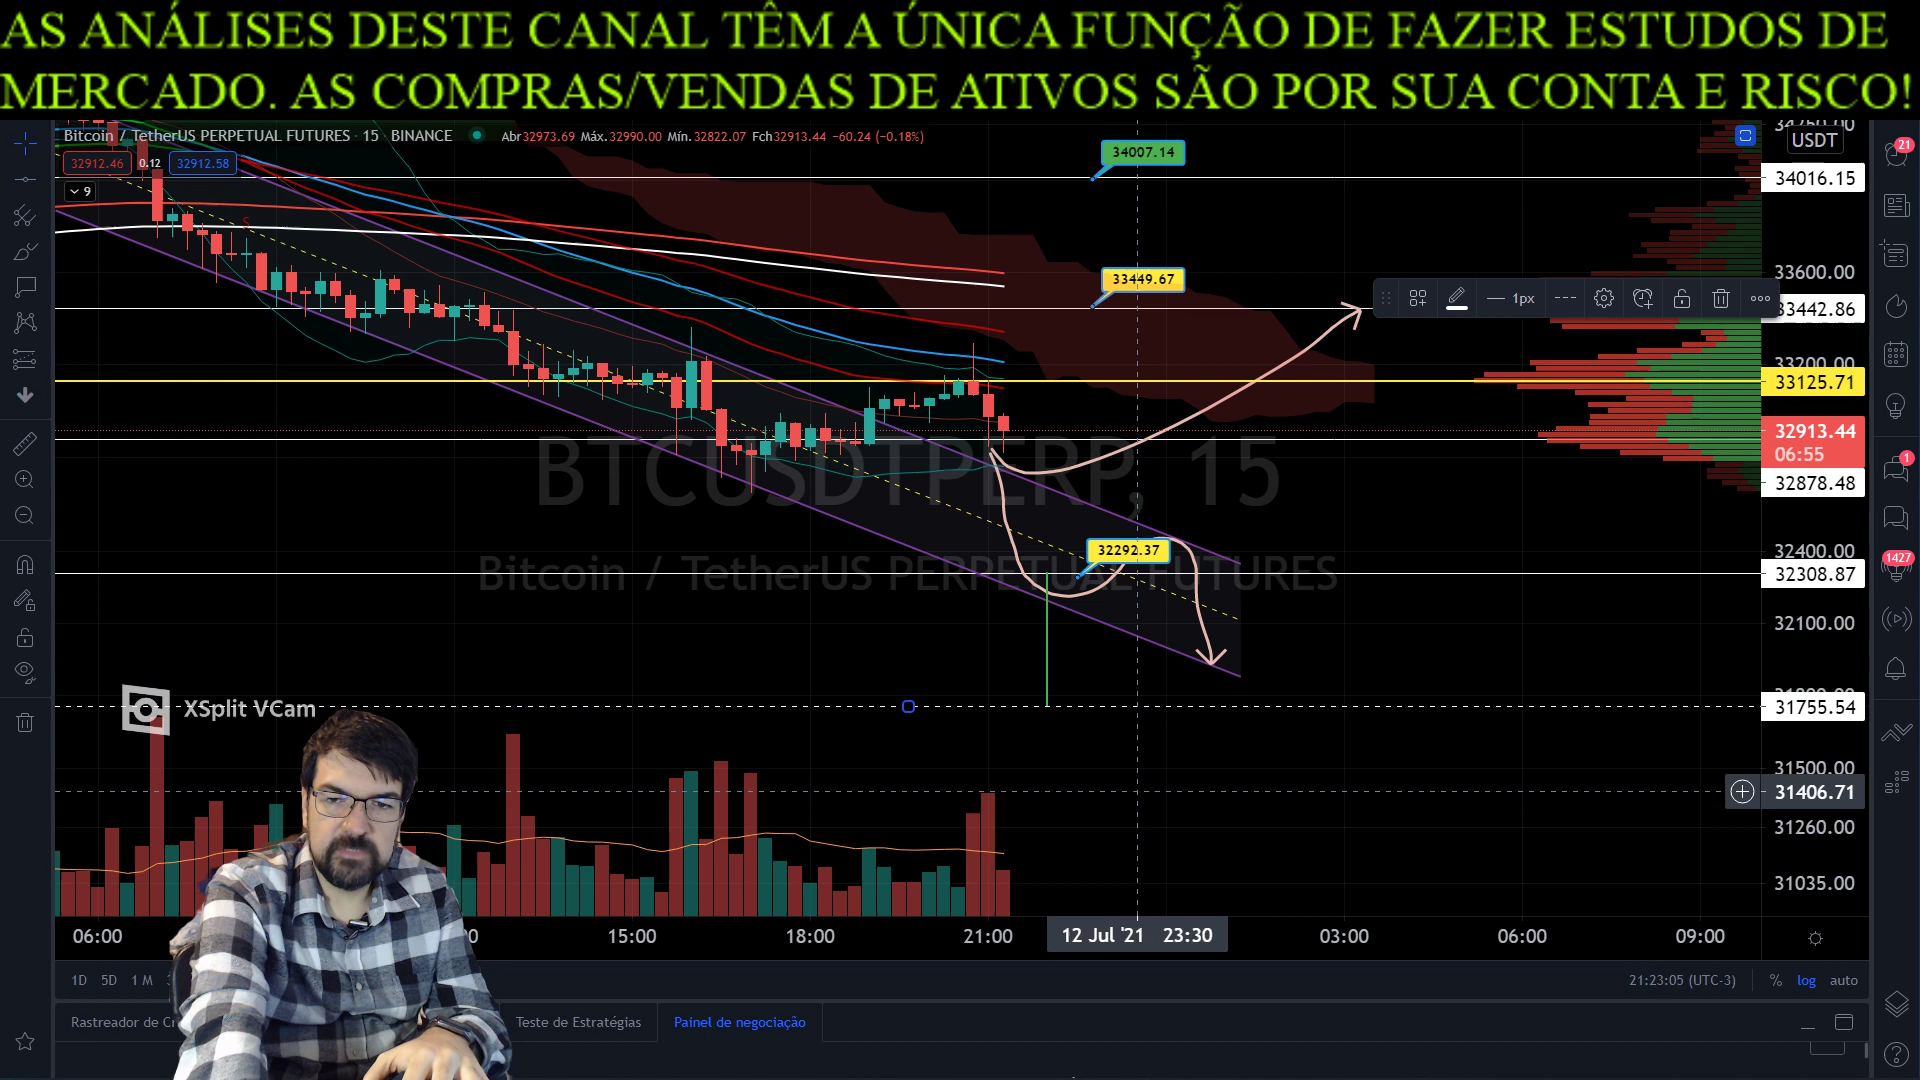 AS ANÁLISES DESTE CANAL TÊM A ÚNICA FUNÇÃO DE FAZER ESTUDOS DE
MERCADO. AS COMPRAS/VENDAS DE ATIVOS SÃO POR SUA CONTA E RISCO!
Bitcoin / TetherUS PERPETUAL FUTURES · 15 · BINANCE Abr32973.69 Máx.32990.00 Mín.32822.07 Fch32913.44 −60.24 (−0.18%)
USDT
21
32912.46 0.12 32912.58
9
34007.14
34016.15
S
33600.00
33449.67
1px
33442.86
33200.00
33125.71
32913.44
06:55
BTCUSDTPERP, 15
1
32878.48
32400.00
32292.37
Bitcoin / TetherUS PERPETUAL FUTURES
32308.87
1427
32100.00
XSplit VCam
31755.54
31500.00
31406.71
31260.00
31035.00
06:00 15:00 18:00 21:00 12 Jul '21 23:30 03:00 06:00 09:00
1D 5D 1 M 21:23:05 (UTC-3) % log auto
Rastreador de Teste de Estratégias Painel de negociação